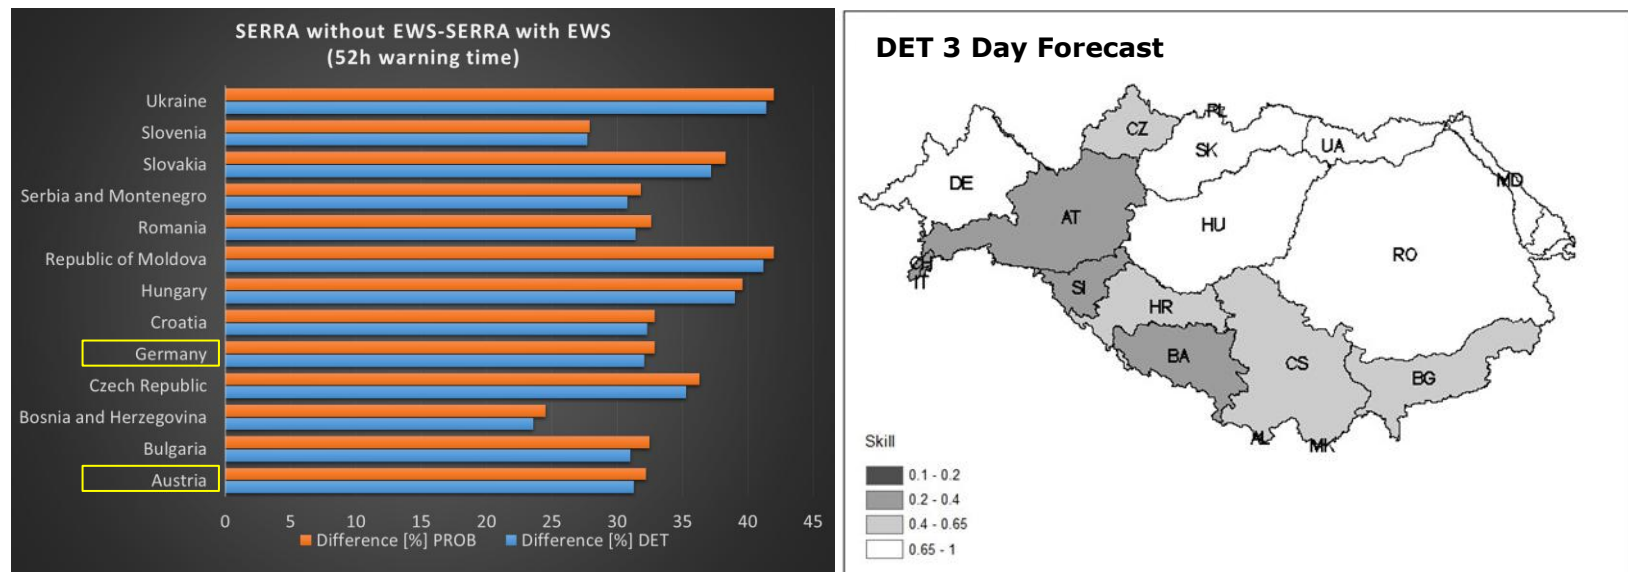 SERRA without EWS-SERRA with EWS
(52h warning time)
Ukraine
Slovenia
Slovakia
Serbia and Montenegro
Romania
Republic of Moldova
Hungary
Croatia
Germany
Czech Republic
Bosnia and Herzegovina
Bulgaria
Austria
0 5 10 15 20 25 30 35 40 45
Difference [%] PROB Difference [%] DET
DET 3 Day Forecast
PL
CZ
SK
UA
DE
MD
AT
HU
RO
CH
IT
SI
HR
BA
CS
BG
AL
MK
Skill
0.1 - 0.2
0.2 - 0.4
0.4 - 0.65
0.65 - 1